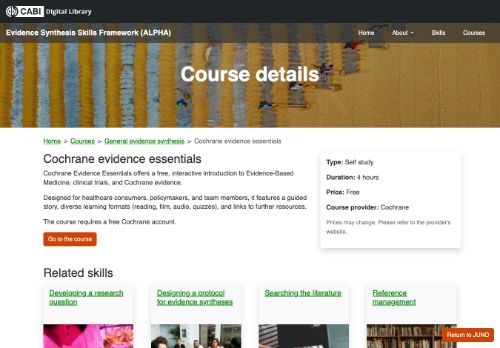 CABI Digital Library
Evidence Synthesis Skills Framework (ALPHA)
Home About Skills Courses
Course details
Home > Courses > General evidence synthesis > Cochrane evidence essentials
Cochrane evidence essentials
Cochrane Evidence Essentials offers a free, interactive introduction to Evidence-Based
Medicine, clinical trials, and Cochrane evidence.
Designed for healthcare consumers, policymakers, and team members, it features a guided
story, diverse learning formats (reading, film, audio, quizzes), and links to further resources.
The course requires a free Cochrane account.
Go to the course
Type: Self study
Duration: 4 hours
Price: Free
Course provider: Cochrane
Prices may change. Please refer to the provider's
website.
Related skills
Developing a research
question
Designing a protocol
for evidence syntheses
Searching the literature
Reference
management
Return to JUNO